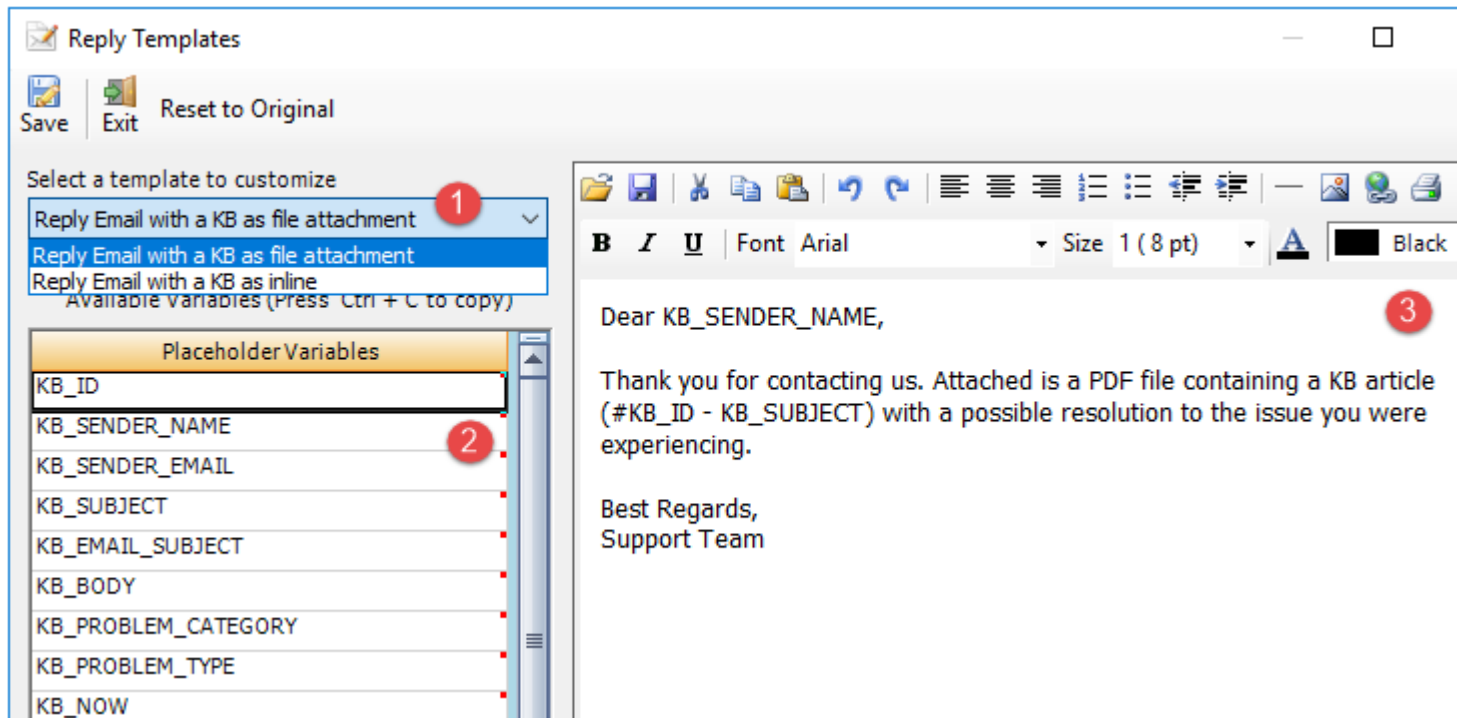 Reply Templates
Save
Exit
Reset to Original
Select a template to customize
1
Reply Email with a KB as file attachment
Reply Email with a KB as file attachment
Reply Email with a KB as inline
Available Variables (Press Ctrl + C to copy)
Placeholder Variables
KB_ID
KB_SENDER_NAME
2
KB_SENDER_EMAIL
KB_SUBJECT
KB_EMAIL_SUBJECT
KB_BODY
KB_PROBLEM_CATEGORY
KB_PROBLEM_TYPE
KB_NOW
B I U Font Arial Size 1 ( 8 pt) A Black
3
Dear KB_SENDER_NAME,
Thank you for contacting us. Attached is a PDF file containing a KB article
(#KB_ID - KB_SUBJECT) with a possible resolution to the issue you were
experiencing.
Best Regards,
Support Team